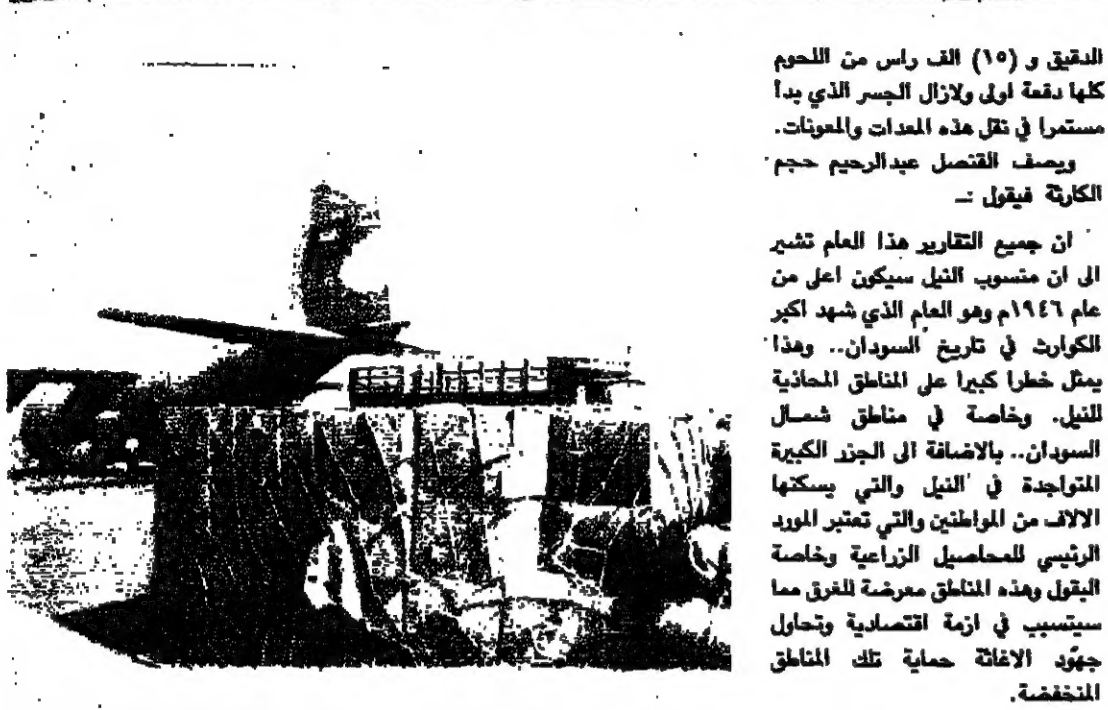 الدقيق و (١٥) الف راس من اللحوم
كلها دفعة اولى ولازال الجسر الذي بدأ
مستمرا في نقل هذه المعدات والمعونات.
ويصف القنصل عبدالرحيم حجم
الكارثة فيقول :ـ
ان جميع التقارير هذا العام تشير
الى ان منسوب النيل سيكون اعلى من
عام ١٩٤٦م وهو العام الذي شهد اكبر
الكوارث في تاريخ السودان.. وهذا
يمثل خطرا كبيرا على المناطق المحاذية
للنيل. وخاصة في مناطق شمال
السودان.. بالاضافة الى الجزر الكبيرة
المتواجدة في النيل والتي يسكنها
الالاف من المواطنين والتي تعتبر المورد
الرئيسي للمحاصيل الزراعية وخاصة
البقول وهذه المناطق معرضة للغرق مما
سيتسبب في ازمة اقتصادية وتحاول
جهود الاغاثة حماية تلك المناطق
المنخفضة.